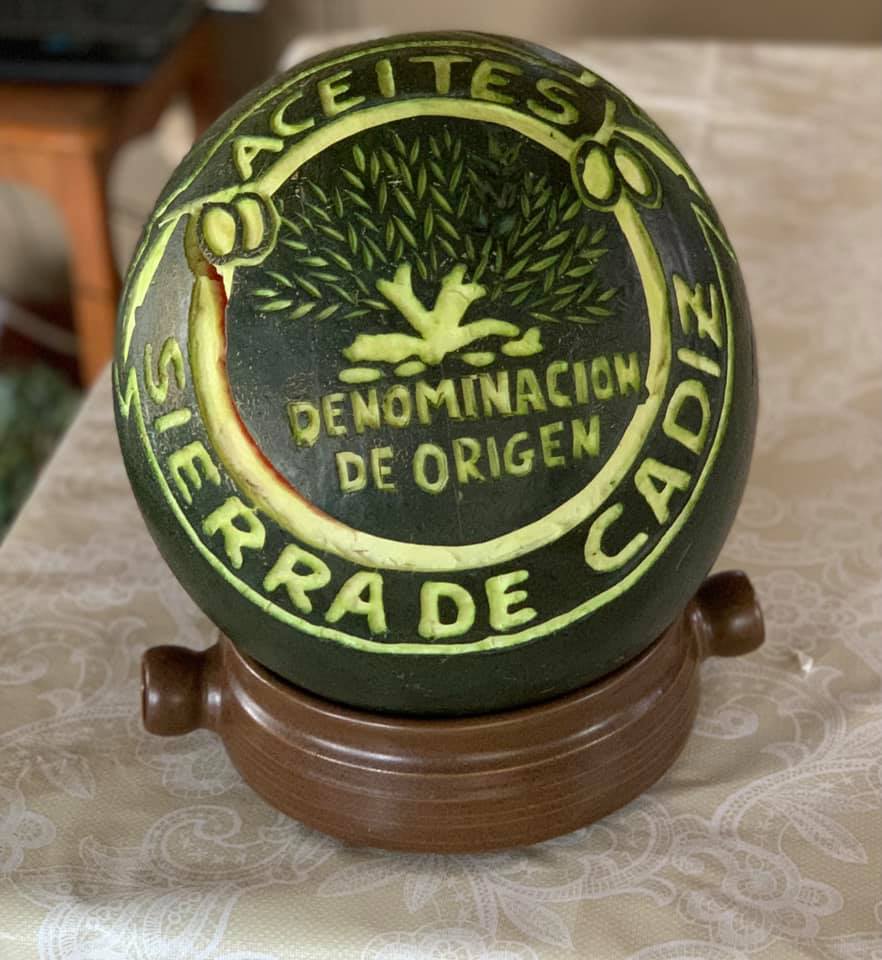 ACEITES
DENOMINACION
DE ORIGEN
SIERRA DE CADIZ